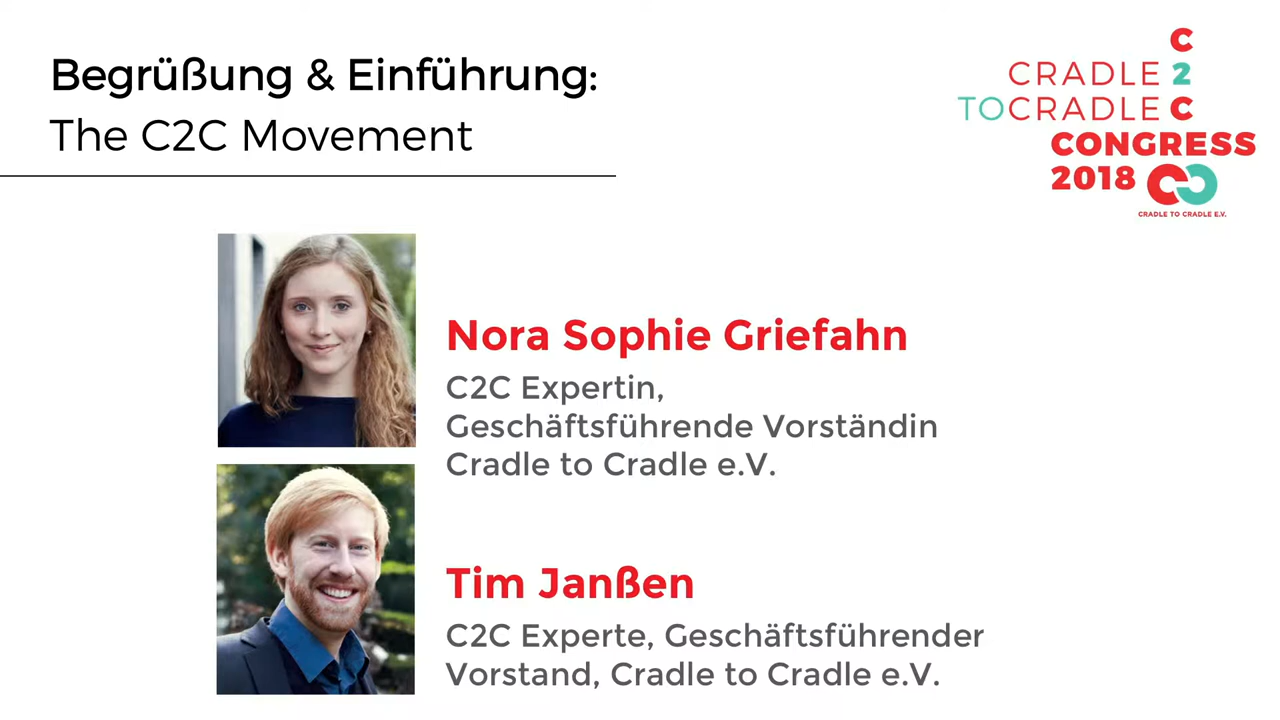 Begrüßung & Einführung:
The C2C Movement
C
CRADLE 2
TOCRADLE C
CONGRESS
2018
CRADLE TO CRADLE E.V.
Nora Sophie Griefahn
C2C Expertin,
Geschäftsführende Vorständin
Cradle to Cradle e.V.
Tim Janßen
C2C Experte, Geschäftsführender
Vorstand, Cradle to Cradle e.V.